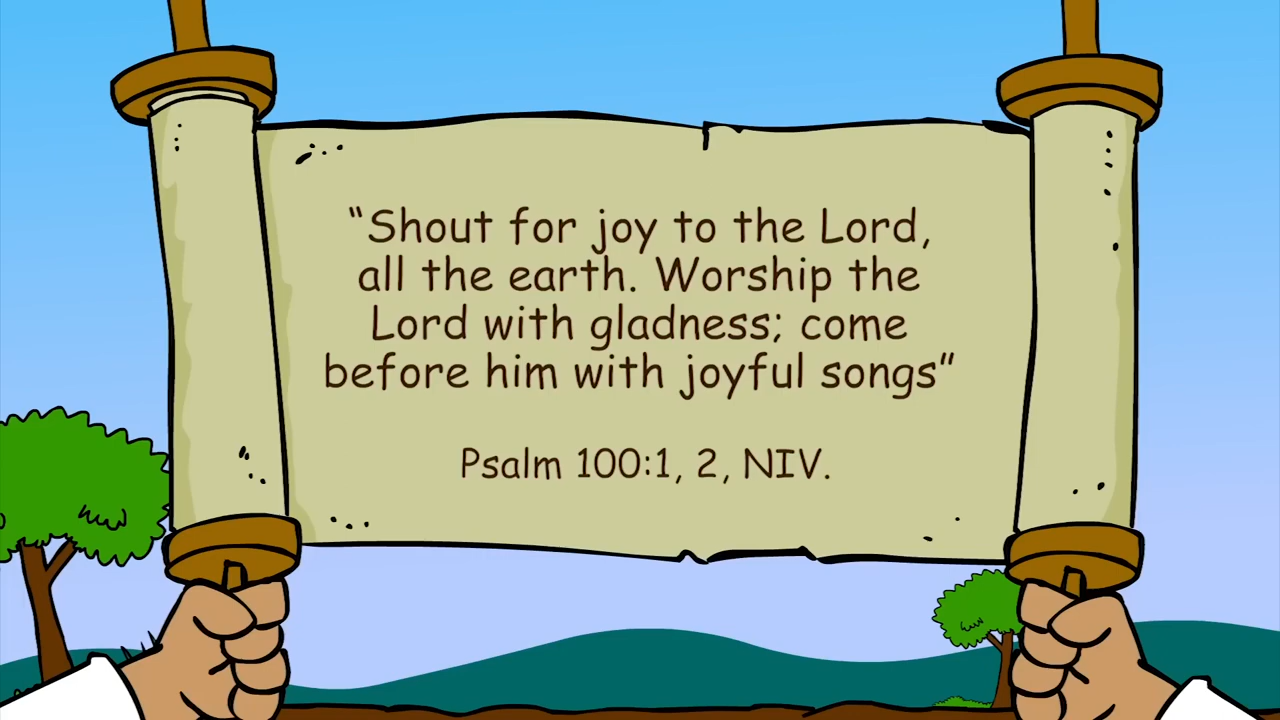 “Shout for joy to the Lord,
all the earth. Worship the
Lord with gladness; come
before him with joyful songs”
Psalm 100:1, 2, NIV.